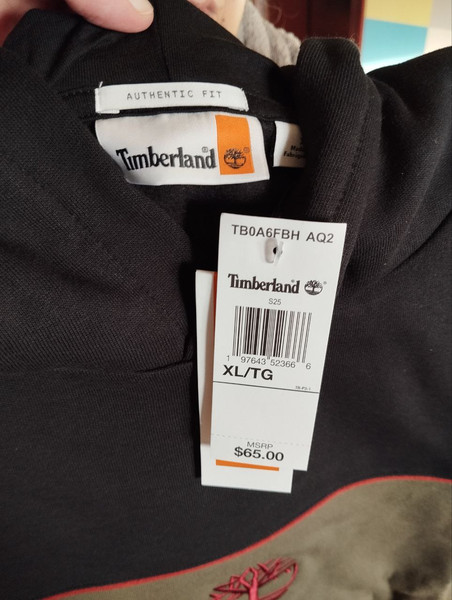 AUTHENTIC FIT
Timberland®
TB0A6FBH AQ2
Timberland
S25
1 97643 52366 6
XL/TG
MSRP
$65.00